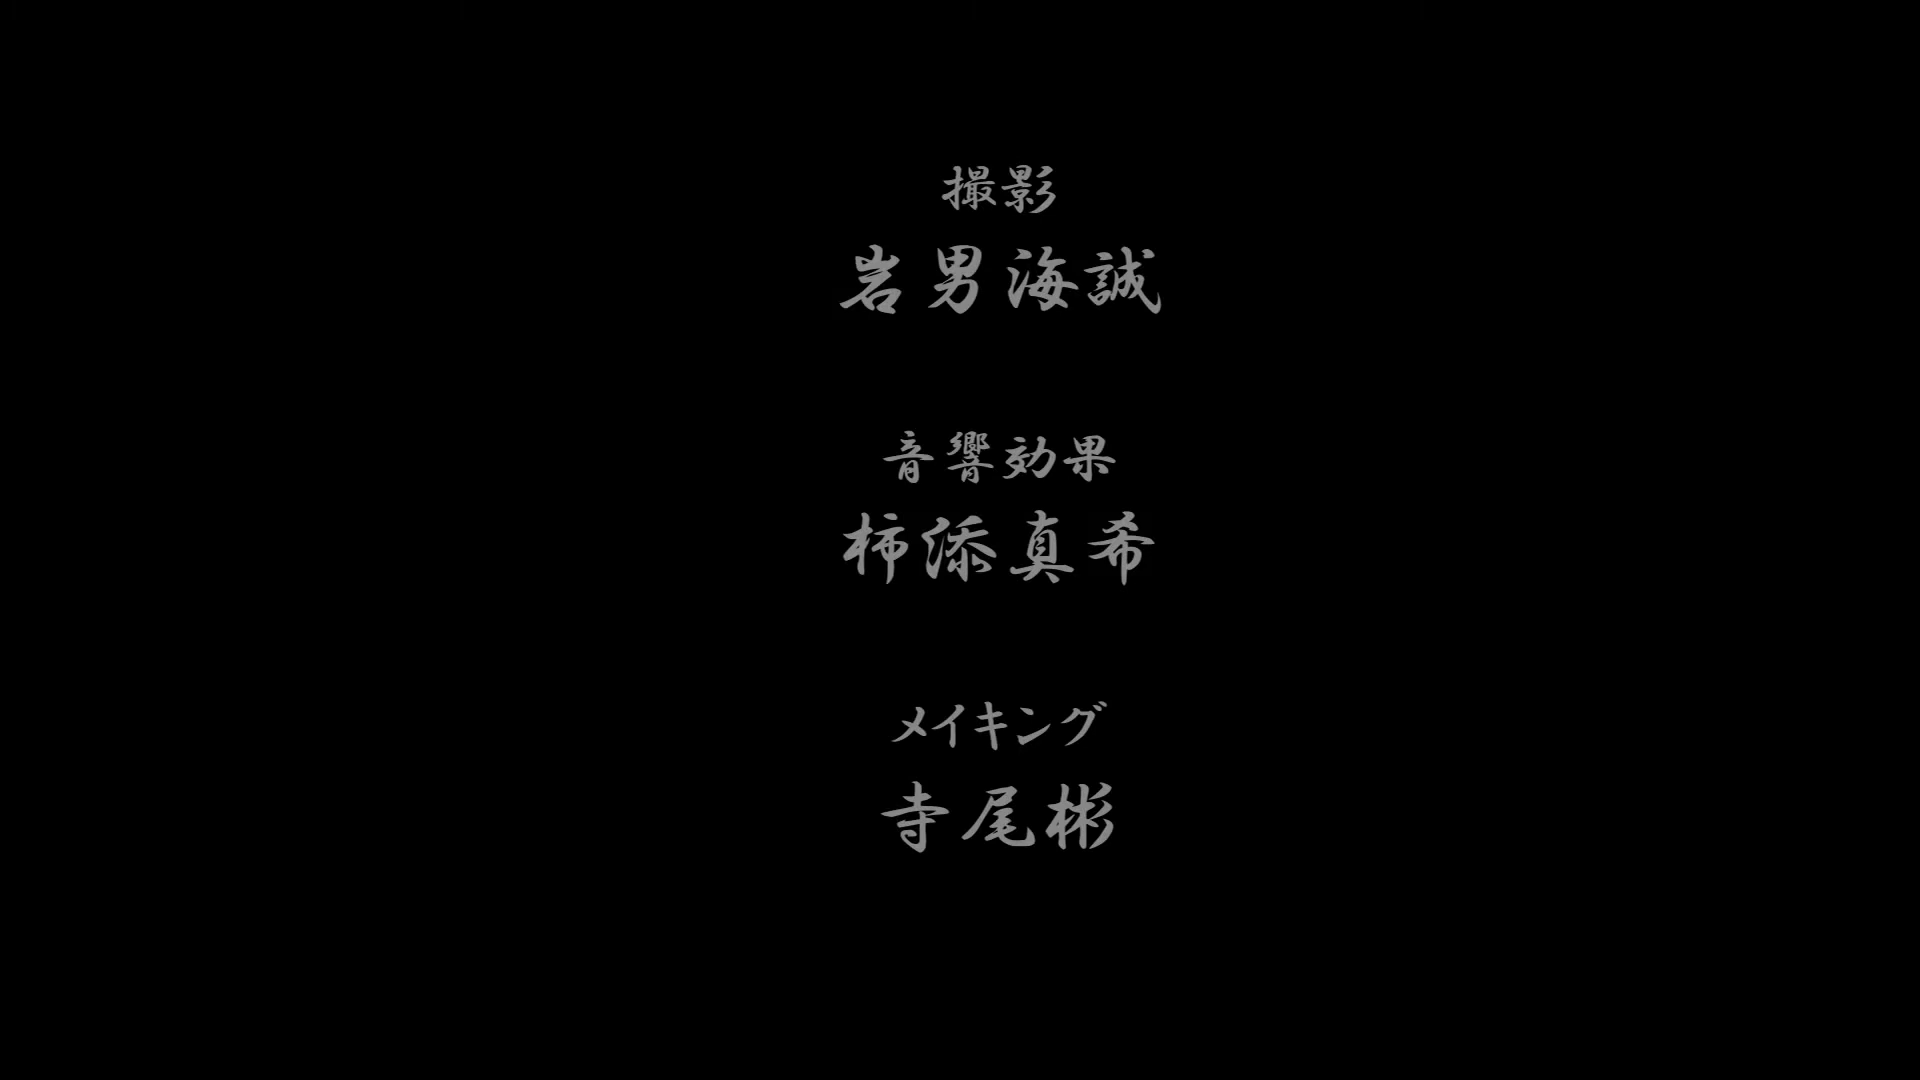 撮影
岩男海誠
音響効果
柿添真希
メイキング
寺尾彬